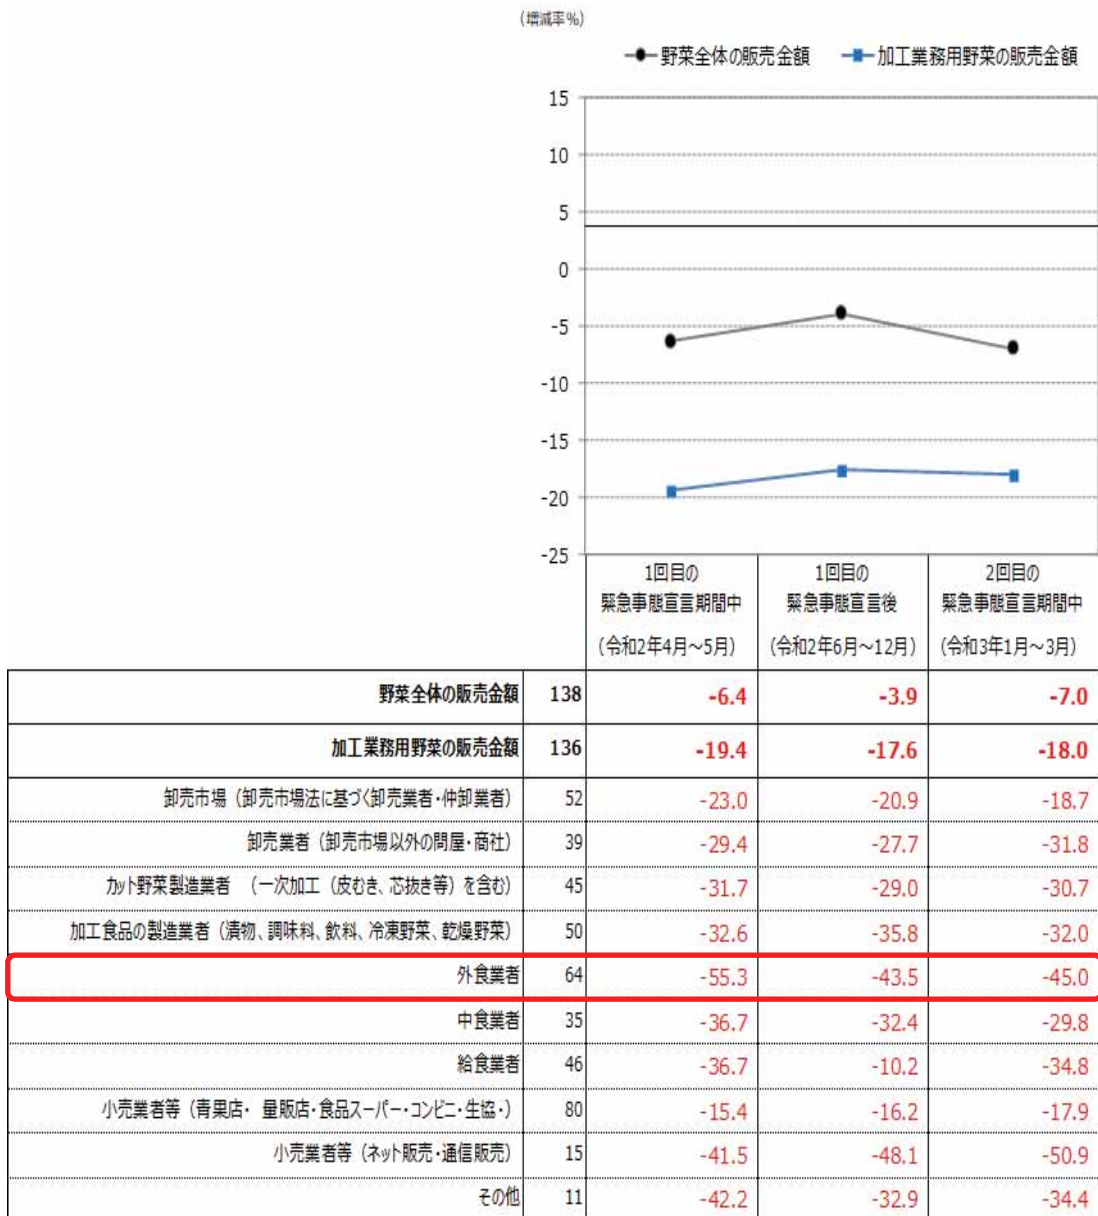 （増減率％）
野菜全体の販売金額 加工業務用野菜の販売金額
15
10
5
0
-5
-10
-15
-20
-25
1回目の 1回目の 2回目の
緊急事態宣言期間中 緊急事態宣言後 緊急事態宣言期間中
（令和2年4月～5月） （令和2年6月～12月） （令和3年1月～3月）
野菜全体の販売金額 138 -6.4 -3.9 -7.0
加工業務用野菜の販売金額 136 -19.4 -17.6 -18.0
卸売市場（卸売市場法に基づく卸売業者・仲卸業者） 52 -23.0 -20.9 -18.7
卸売業者（卸売市場以外の問屋・商社） 39 -29.4 -27.7 -31.8
カット野菜製造業者　（一次加工（皮むき、芯抜き等）を含む） 45 -31.7 -29.0 -30.7
加工食品の製造業者（漬物、調味料、飲料、冷凍野菜、乾燥野菜） 50 -32.6 -35.8 -32.0
外食業者 64 -55.3 -43.5 -45.0
中食業者 35 -36.7 -32.4 -29.8
給食業者 46 -36.7 -10.2 -34.8
小売業者等（青果店・ 量販店・食品スーパー・コンビニ・生協・） 80 -15.4 -16.2 -17.9
小売業者等（ネット販売・通信販売） 15 -41.5 -48.1 -50.9
その他 11 -42.2 -32.9 -34.4